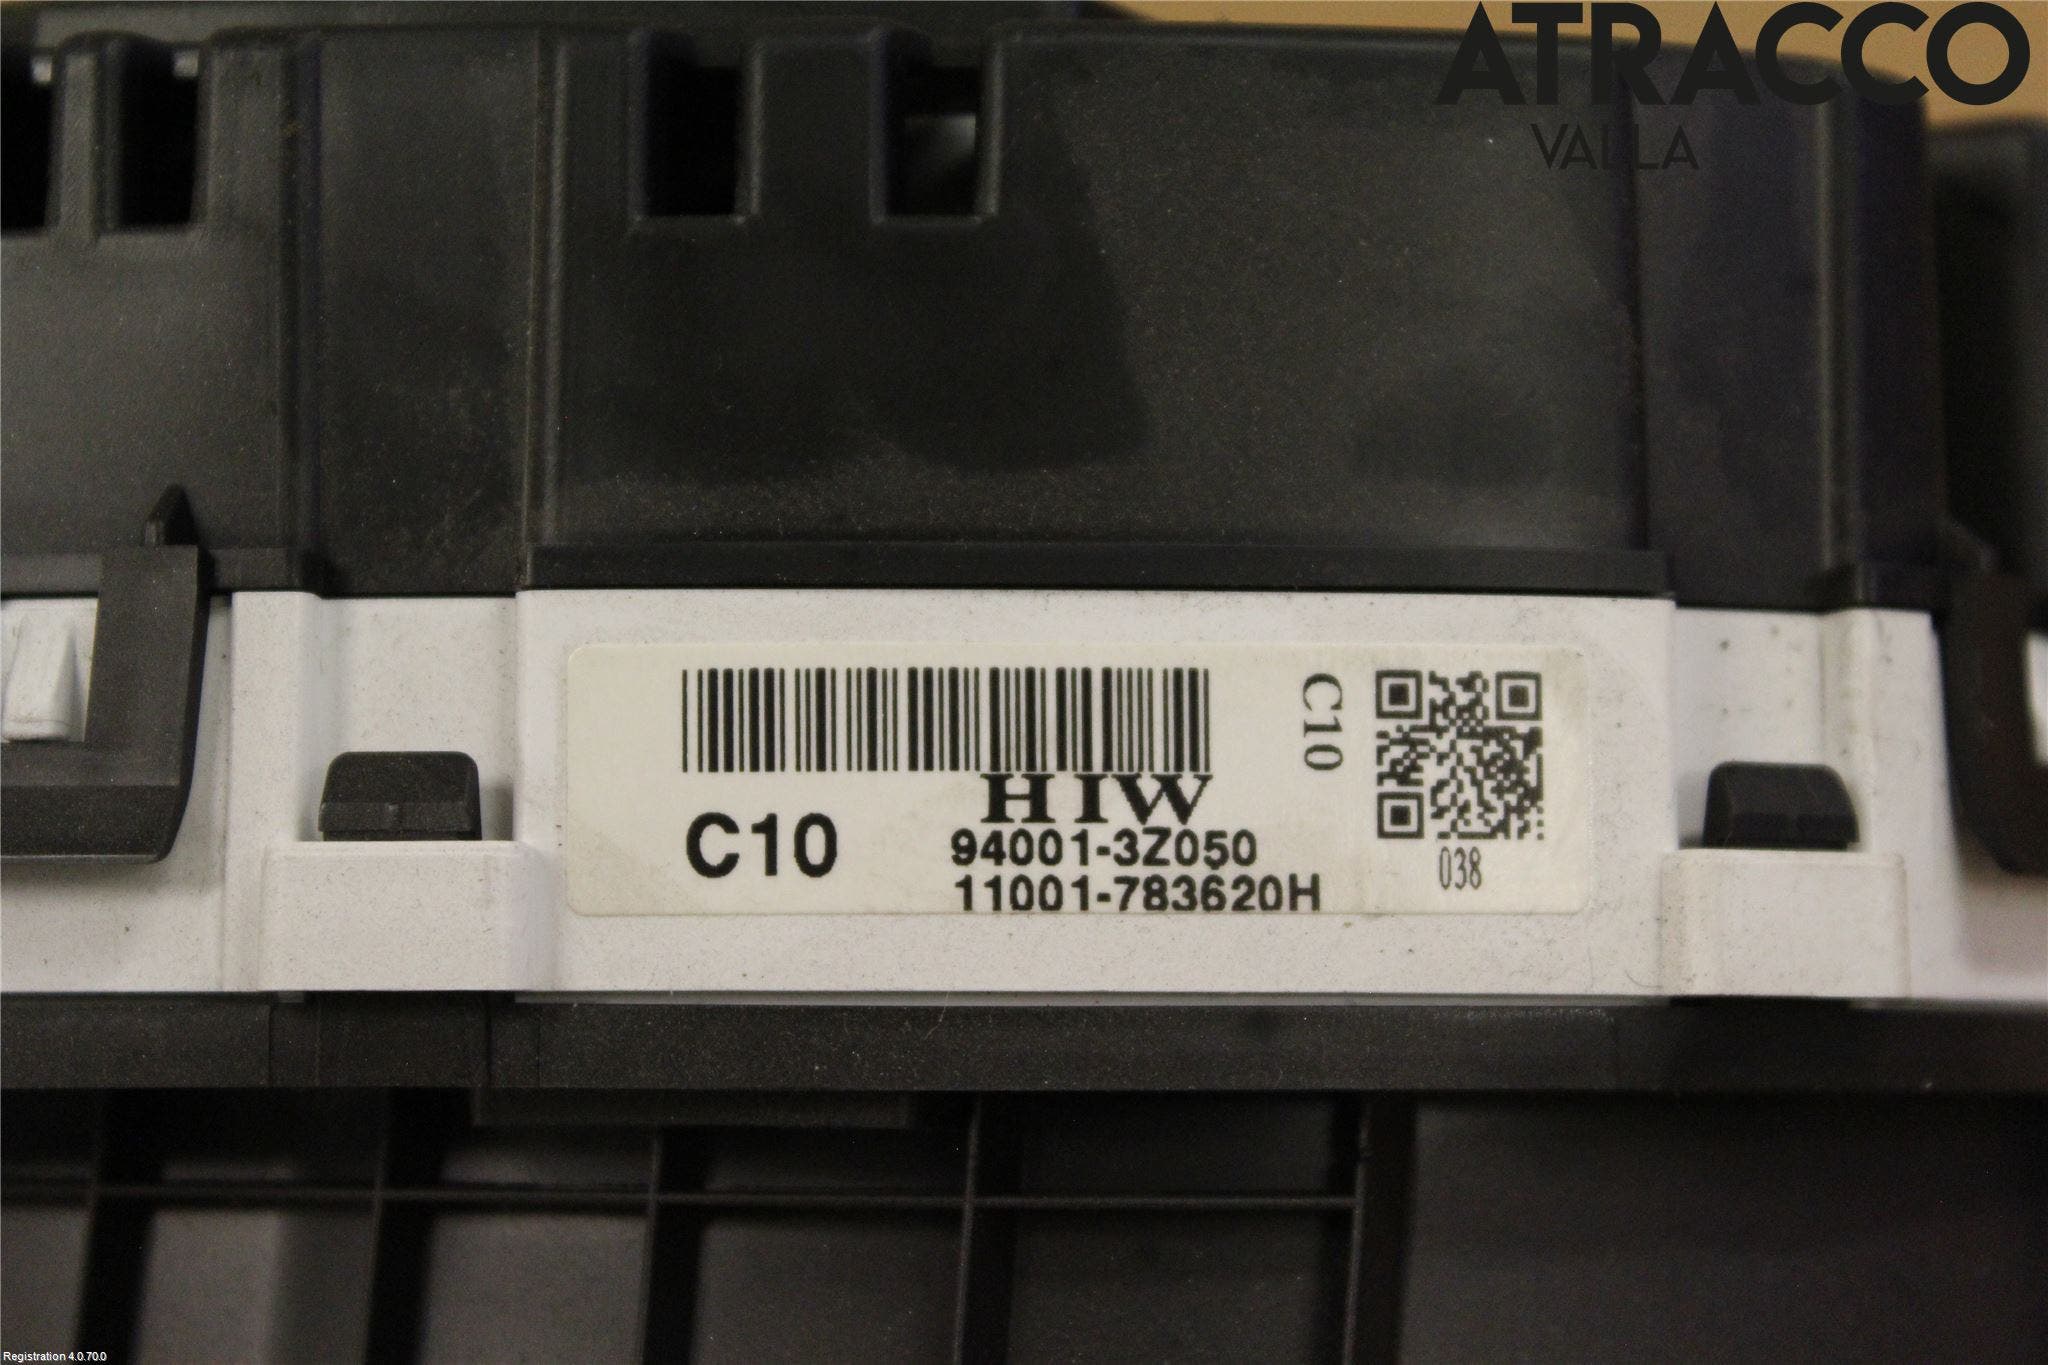 ATRACCO
VALLA
C10
HIW
C10
94001-3Z050
11001-783620H
038
Registration 4.0.70.0